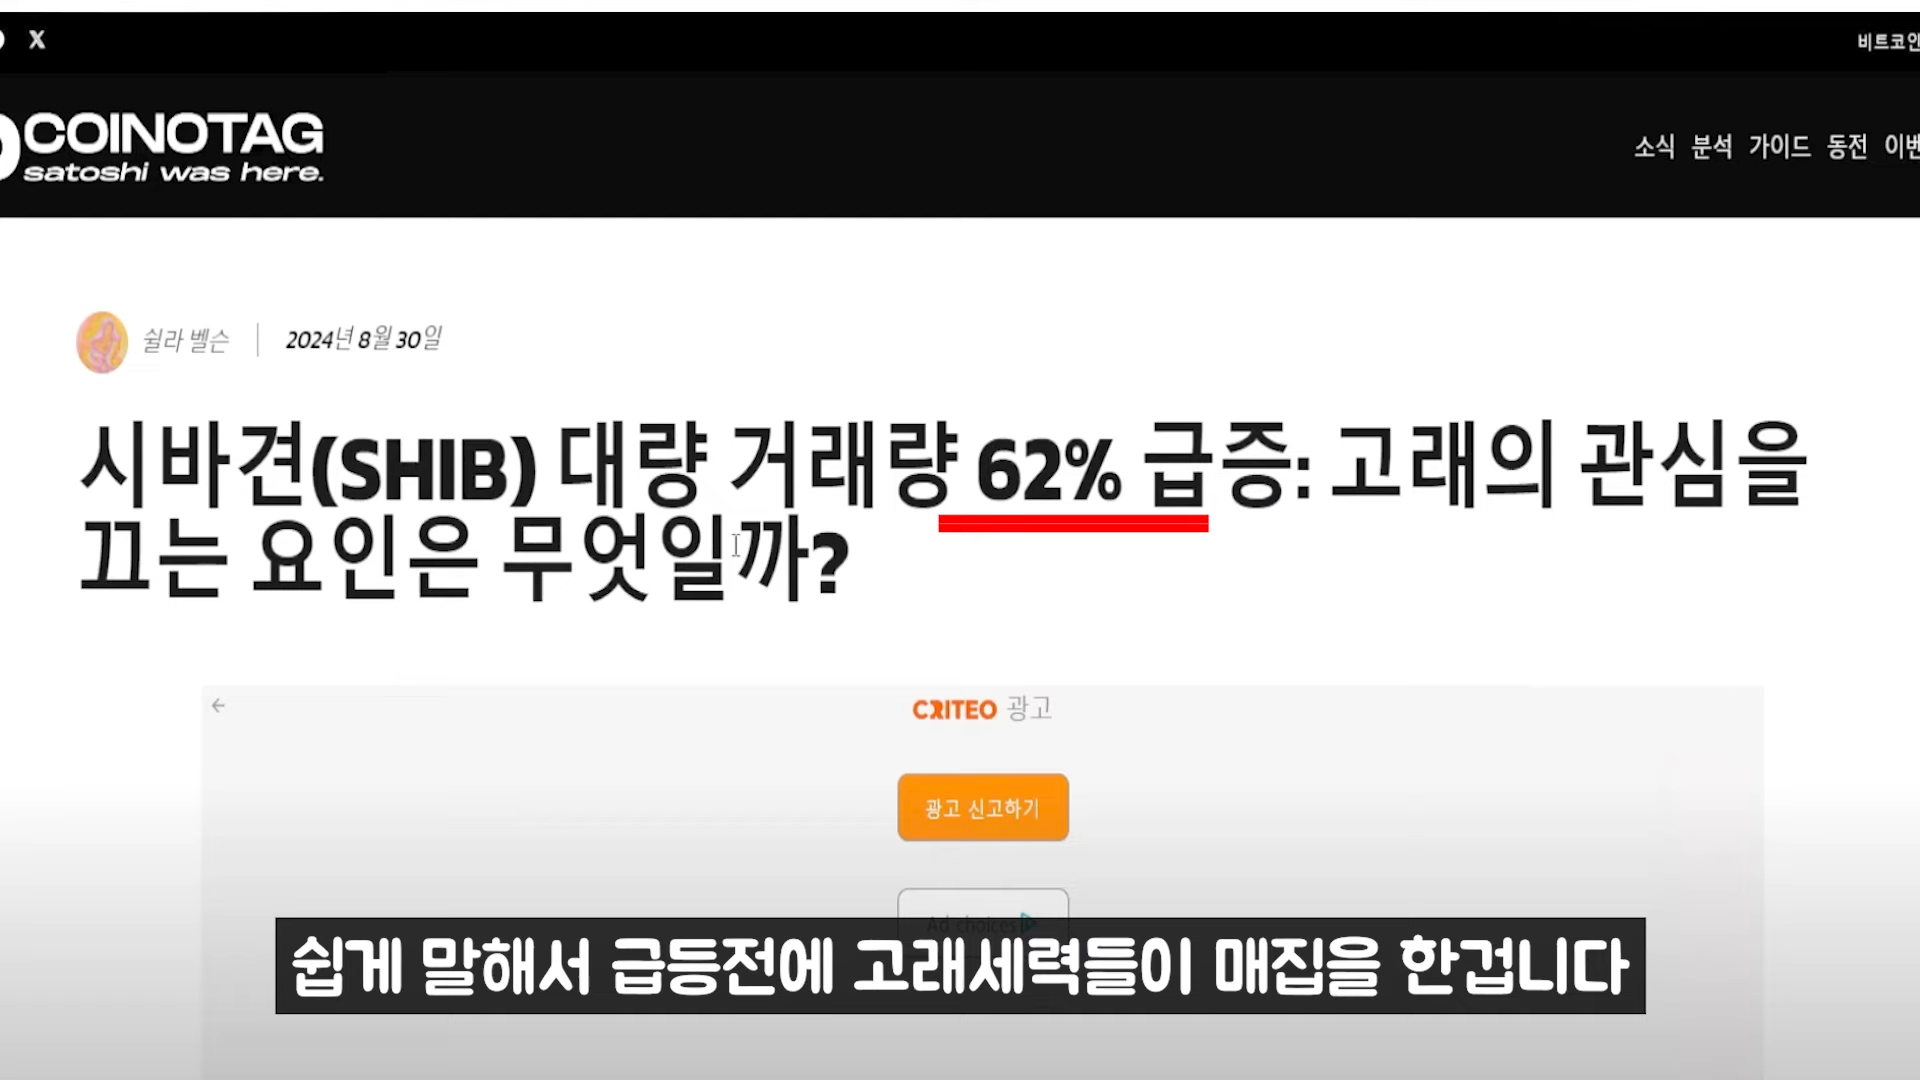 X
비트코인
COINOTAG
satoshi was here.
소식 분석 가이드 동전 이벤
쉴라 벨슨 2024년 8월 30일
시바견(SHIB) 대량 거래량 62% 급증: 고래의 관심을
끄는 요인은 무엇일까?
CRITEO 광고
광고 신고하기
Ad choices
쉽게 말해서 급등전에 고래세력들이 매집을 한겁니다